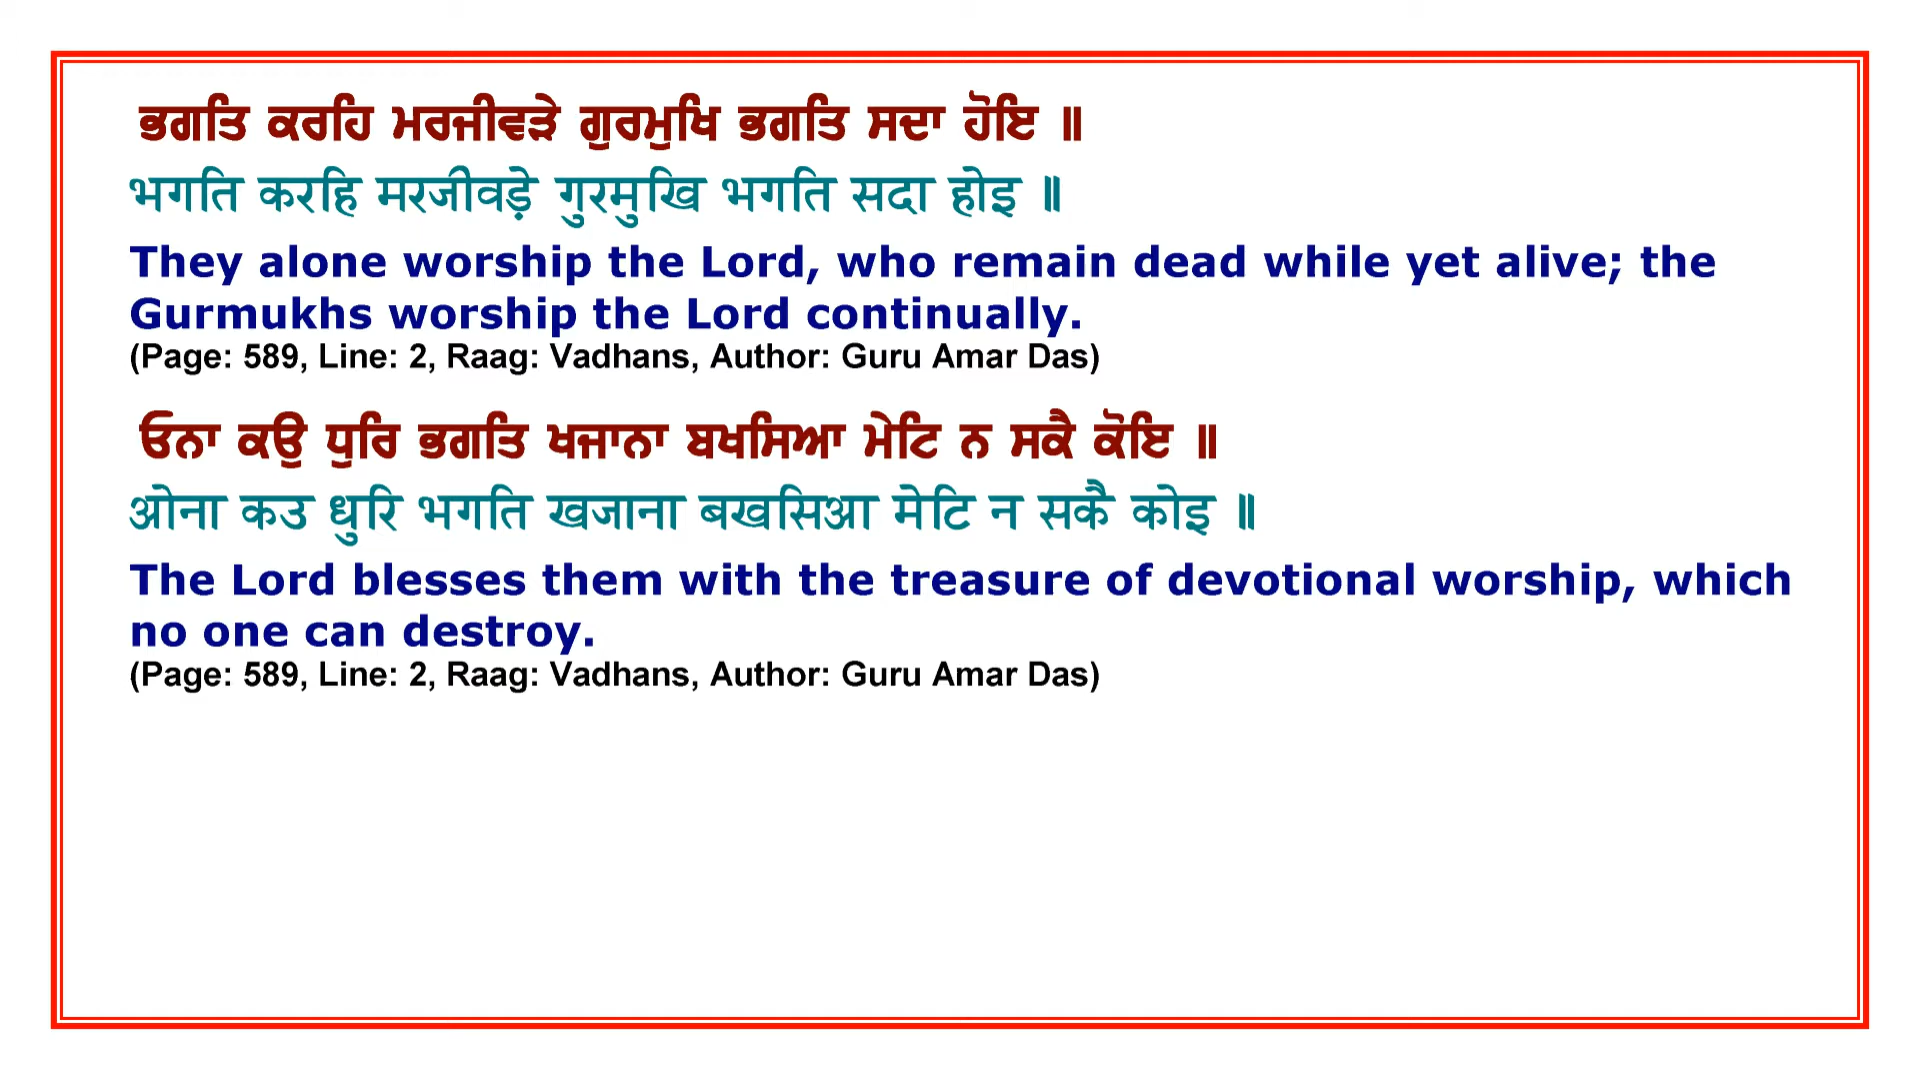 ਭਗਤਿ ਕਰਹਿ ਮਰਜੀਵੜੇ ਗੁਰਮੁਖਿ ਭਗਤਿ ਸਦਾ ਹੋਇ ॥
भगति करहि मरजीवड़े गुरमुखि भगति सदा होइ ॥
They alone worship the Lord, who remain dead while yet alive; the
Gurmukhs worship the Lord continually.
(Page: 589, Line: 2, Raag: Vadhans, Author: Guru Amar Das)
ਓਨਾ ਕਉ ਧੁਰਿ ਭਗਤਿ ਖਜਾਨਾ ਬਖਸਿਆ ਮੇਟਿ ਨ ਸਕੈ ਕੋਇ ॥
ओना कउ धुरि भगति खजाना बखसिआ मेटि न सकै कोइ ॥
The Lord blesses them with the treasure of devotional worship, which
no one can destroy.
(Page: 589, Line: 2, Raag: Vadhans, Author: Guru Amar Das)